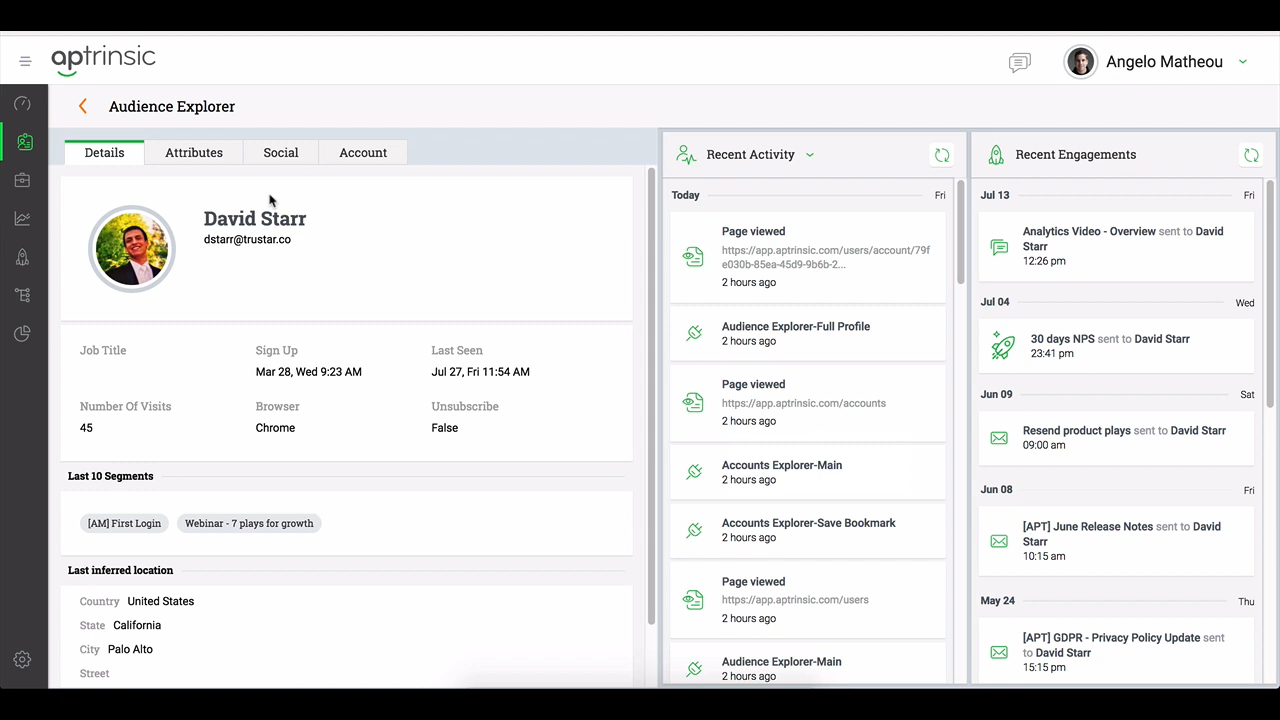 aptrinsic
Angelo Matheou
Audience Explorer
Details
Attributes
Social
Account
David Starr
dstarr@trustar.co
Job Title
Sign Up
Last Seen
Mar 28, Wed 9:23 AM
Jul 27, Fri 11:54 AM
Number Of Visits
Browser
Unsubscribe
45
Chrome
False
Last 10 Segments
[AM] First Login
Webinar - 7 plays for growth
Last inferred location
Country United States
State California
City Palo Alto
Street
Recent Activity
Today
Fri
Page viewed
https://app.aptrinsic.com/users/account/79f
e030b-85ea-45d9-9b6b-2...
2 hours ago
Audience Explorer-Full Profile
2 hours ago
Page viewed
https://app.aptrinsic.com/accounts
2 hours ago
Accounts Explorer-Main
2 hours ago
Accounts Explorer-Save Bookmark
2 hours ago
Page viewed
https://app.aptrinsic.com/users
2 hours ago
Audience Explorer-Main
2 hours ago
Recent Engagements
Jul 13
Fri
Analytics Video - Overview sent to David
Starr
12:26 pm
Jul 04
Wed
30 days NPS sent to David Starr
23:41 pm
Jun 09
Sat
Resend product plays sent to David Starr
09:00 am
Jun 08
Fri
[APT] June Release Notes sent to David
Starr
10:15 am
May 24
Thu
[APT] GDPR - Privacy Policy Update sent
to David Starr
15:15 pm